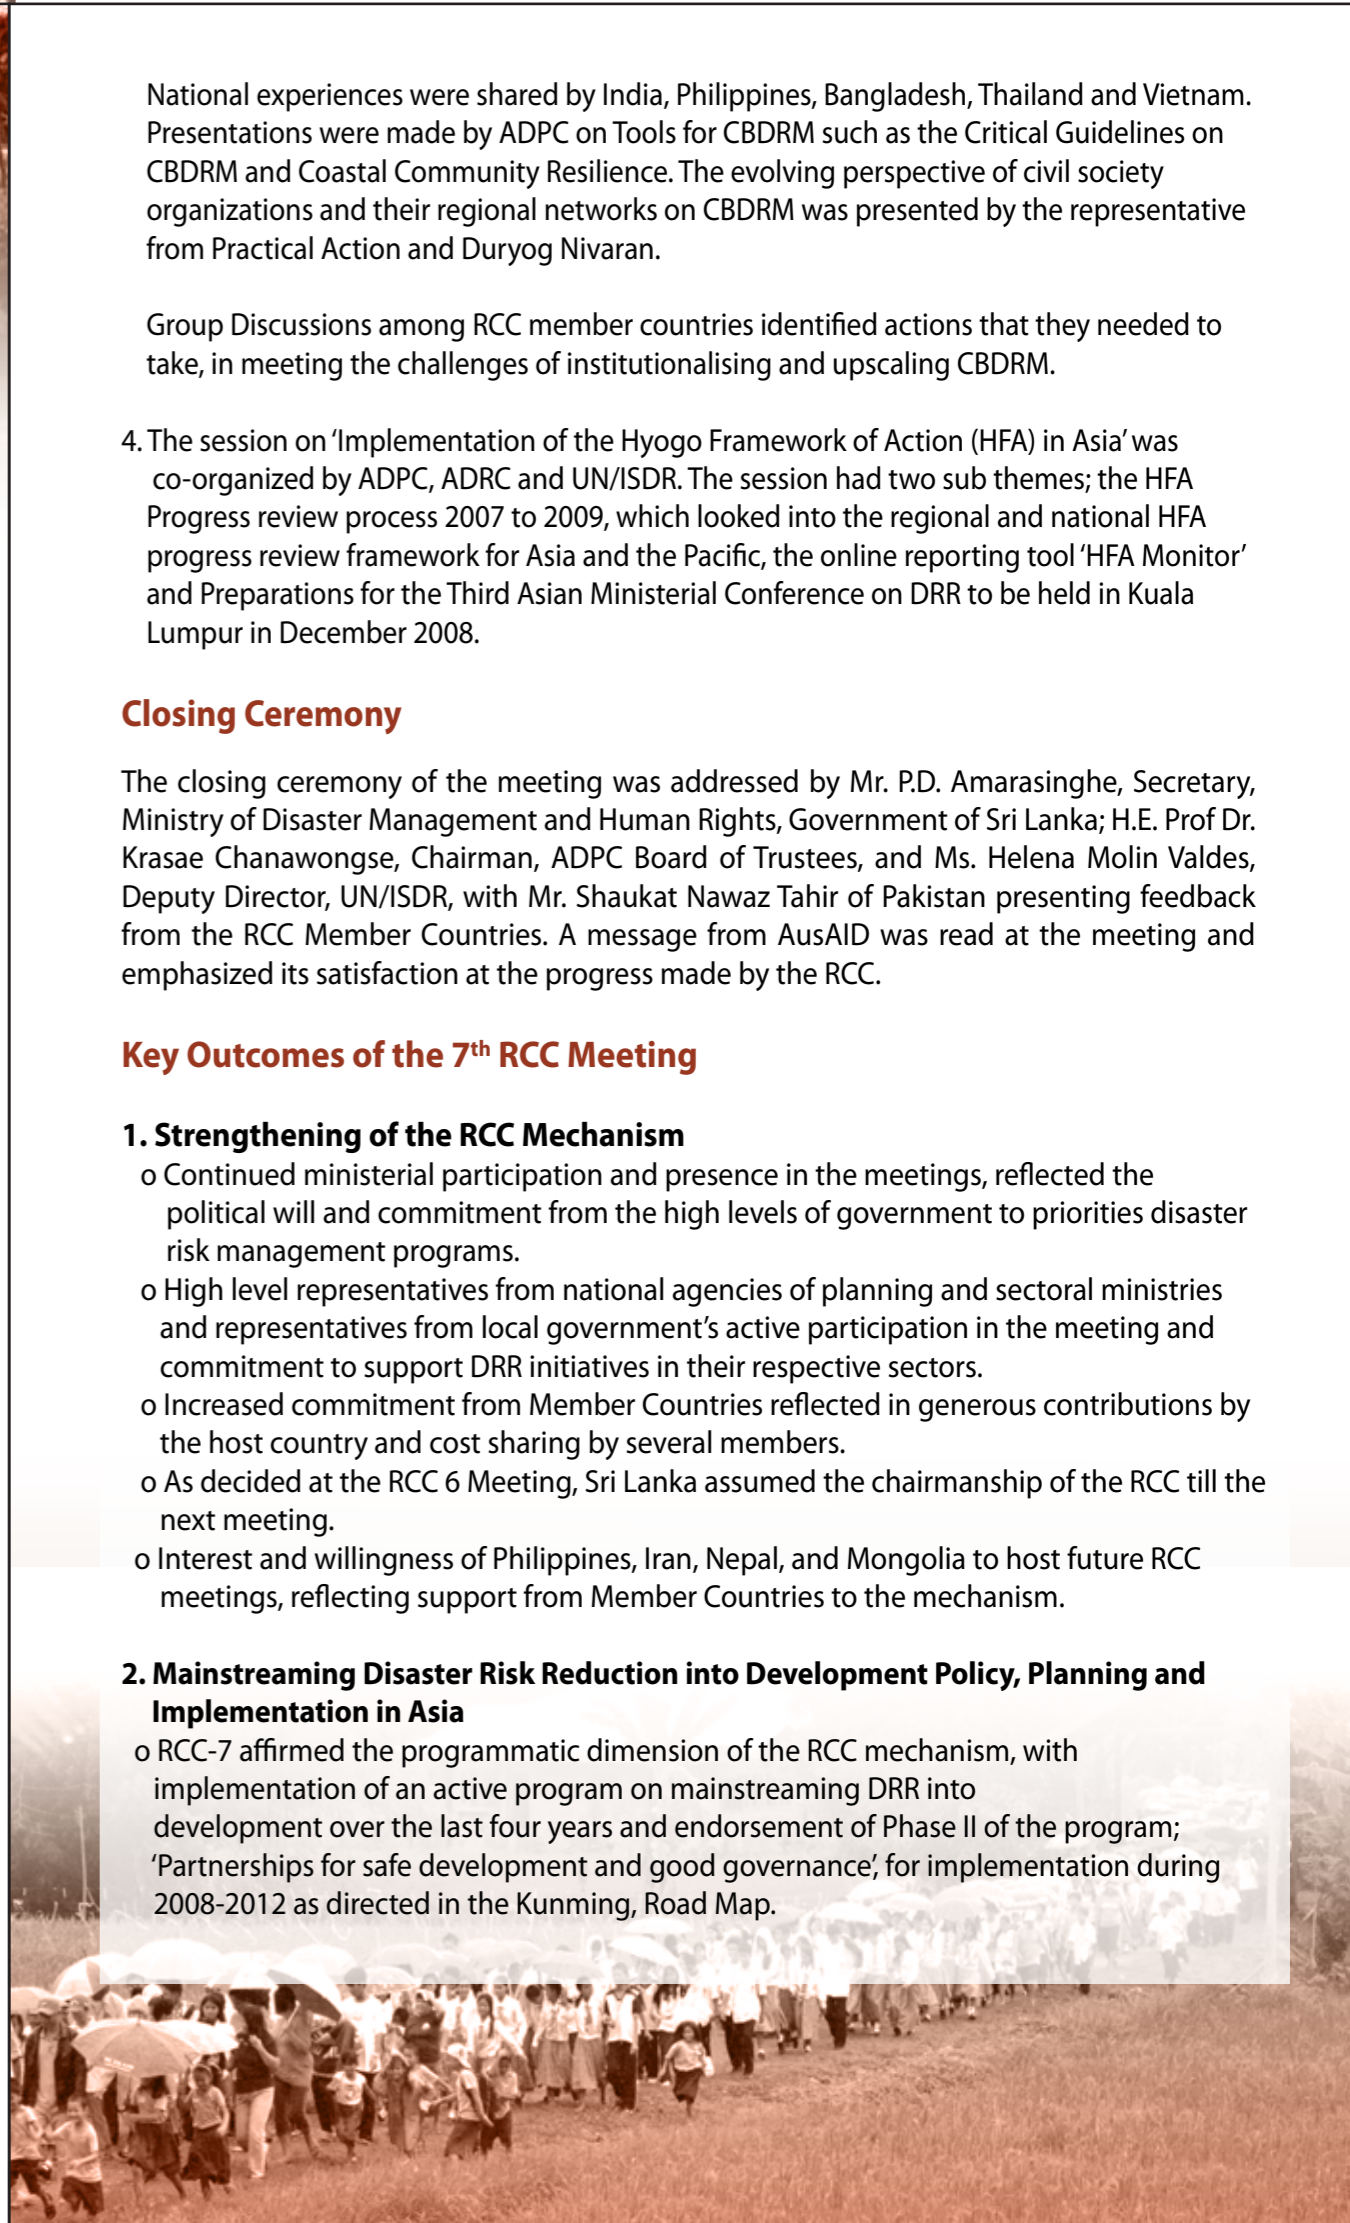 National experiences were shared by India, Philippines, Bangladesh, Thailand and Vietnam.
Presentations were made by ADPC on Tools for CBDRM such as the Critical Guidelines on
CBDRM and Coastal Community Resilience. The evolving perspective of civil society
organizations and their regional networks on CBDRM was presented by the representative
from Practical Action and Duryog Nivaran.
Group Discussions among RCC member countries identified actions that they needed to
take, in meeting the challenges of institutionalising and upscaling CBDRM.
4. The session on ‘Implementation of the Hyogo Framework of Action (HFA) in Asia’ was
co-organized by ADPC, ADRC and UN/ISDR. The session had two sub themes; the HFA
Progress review process 2007 to 2009, which looked into the regional and national HFA
progress review framework for Asia and the Pacific, the online reporting tool ‘HFA Monitor’
and Preparations for the Third Asian Ministerial Conference on DRR to be held in Kuala
Lumpur in December 2008.
Closing Ceremony
The closing ceremony of the meeting was addressed by Mr. P.D. Amarasinghe, Secretary,
Ministry of Disaster Management and Human Rights, Government of Sri Lanka; H.E. Prof Dr.
Krasae Chanawongse, Chairman, ADPC Board of Trustees, and Ms. Helena Molin Valdes,
Deputy Director, UN/ISDR, with Mr. Shaukat Nawaz Tahir of Pakistan presenting feedback
from the RCC Member Countries. A message from AusAID was read at the meeting and
emphasized its satisfaction at the progress made by the RCC.
Key Outcomes of the 7th RCC Meeting
1. Strengthening of the RCC Mechanism
o Continued ministerial participation and presence in the meetings, reflected the
political will and commitment from the high levels of government to priorities disaster
risk management programs.
o High level representatives from national agencies of planning and sectoral ministries
and representatives from local government’s active participation in the meeting and
commitment to support DRR initiatives in their respective sectors.
o Increased commitment from Member Countries reflected in generous contributions by
the host country and cost sharing by several members.
o As decided at the RCC 6 Meeting, Sri Lanka assumed the chairmanship of the RCC till the
next meeting.
o Interest and willingness of Philippines, Iran, Nepal, and Mongolia to host future RCC
meetings, reflecting support from Member Countries to the mechanism.
2. Mainstreaming Disaster Risk Reduction into Development Policy, Planning and
Implementation in Asia
o RCC-7 affirmed the programmatic dimension of the RCC mechanism, with
implementation of an active program on mainstreaming DRR into
development over the last four years and endorsement of Phase II of the program;
‘Partnerships for safe development and good governance’, for implementation during
2008-2012 as directed in the Kunming, Road Map.